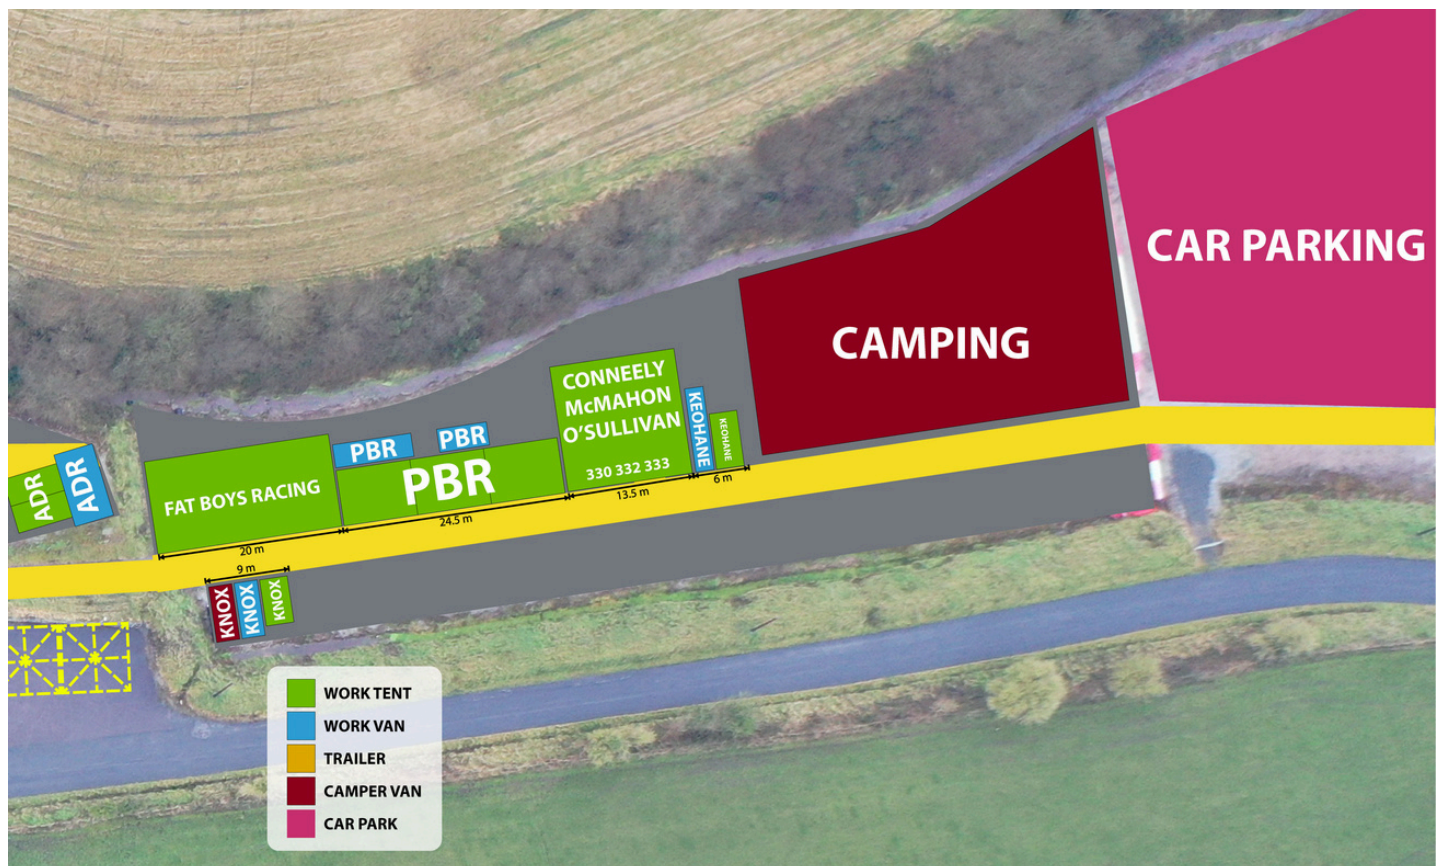 CAR PARKING
CAMPING
CONNEELY
McMAHON
O'SULLIVAN
330 332 333
KEOHANE
KEOHANE
PBR
PBR
PBR
FAT BOYS RACING
ADR
ADR
6 m
13.5 m
24.5 m
20 m
9 m
KNOX
KNOX
KNOX
WORK TENT
WORK VAN
TRAILER
CAMPER VAN
CAR PARK